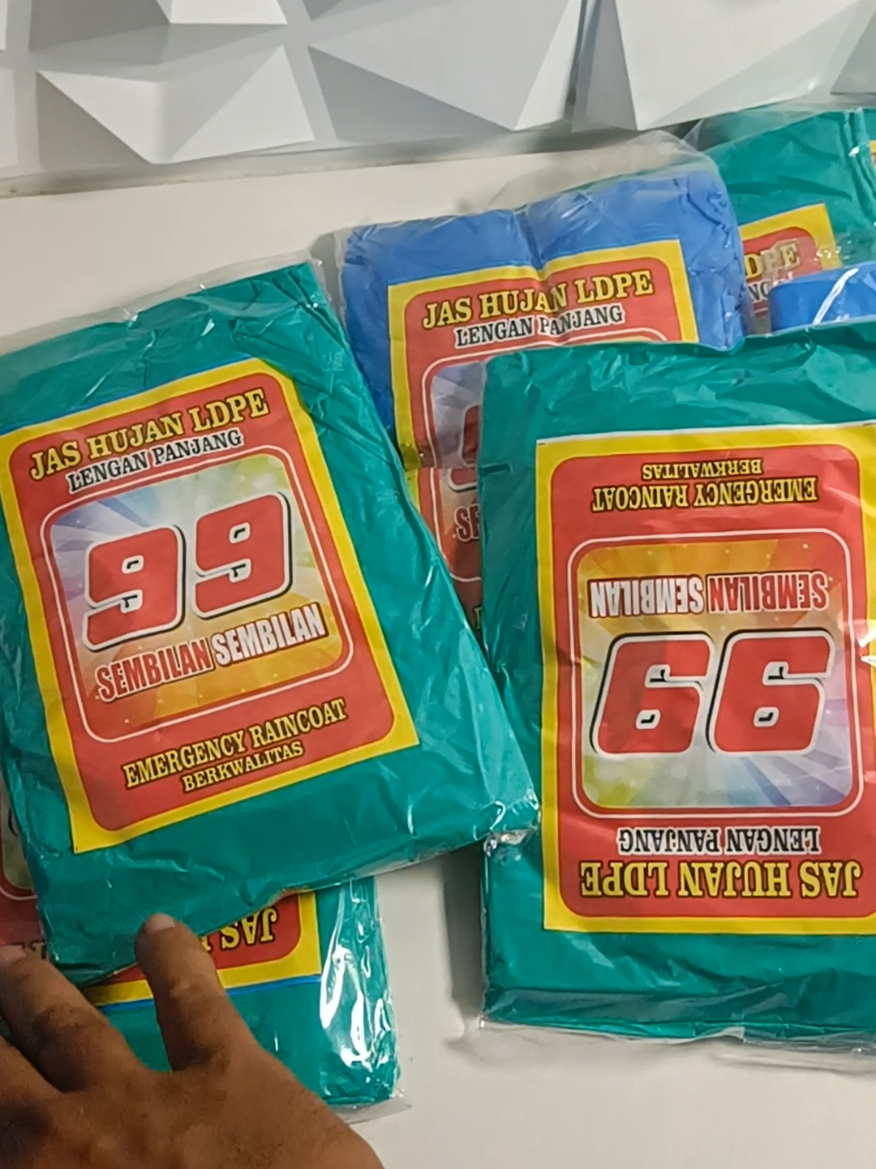 JAS HUJAN LDPE
LENGAN PANJANG
99
SEMBILAN SEMBILAN
EMERGENCY RAINCOAT
BERKWALITAS
JAS HUJAN LDPE
LENGAN PANJANG
JAS HUJAN LDPE
LENGAN PANJANG
99
SEMBILAN SEMBILAN
EMERGENCY RAINCOAT
BERKWALITAS
JAS